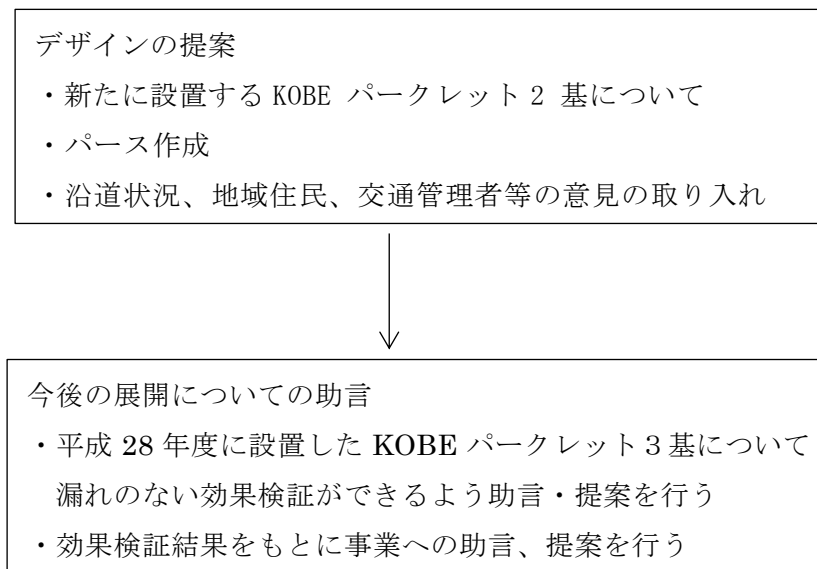 デザインの提案
・新たに設置する KOBE パークレット 2 基について
・パース作成
・沿道状況、地域住民、交通管理者等の意見の取り入れ
今後の展開についての助言
・平成 28 年度に設置した KOBE パークレット３基について
漏れのない効果検証ができるよう助言・提案を行う
・効果検証結果をもとに事業への助言、提案を行う